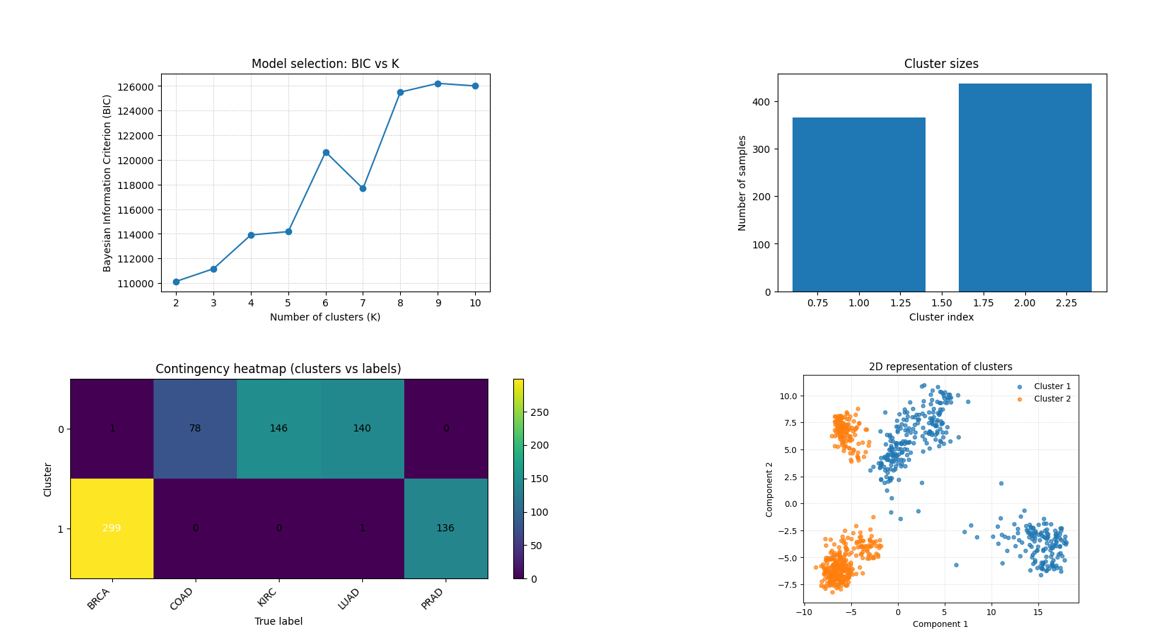 Model selection: BIC vs K
Bayesian Information Criterion (BIC)
126000
124000
122000
120000
118000
116000
114000
112000
110000
2 3 4 5 6 7 8 9 10
Number of clusters (K)
Cluster sizes
Number of samples
400
300
200
100
0
0.75 1.00 1.25 1.50 1.75 2.00 2.25
Cluster index
Contingency heatmap (clusters vs labels)
Cluster
0 1 78 146 140 0
1 299 0 0 1 136
BRCA COAD KIRC LUAD PRAD
True label
250
200
150
100
50
0
2D representation of clusters
Cluster 1
Cluster 2
Component 2
10.0
7.5
5.0
2.5
0.0
−2.5
−5.0
−7.5
−10 −5 0 5 10 15
Component 1